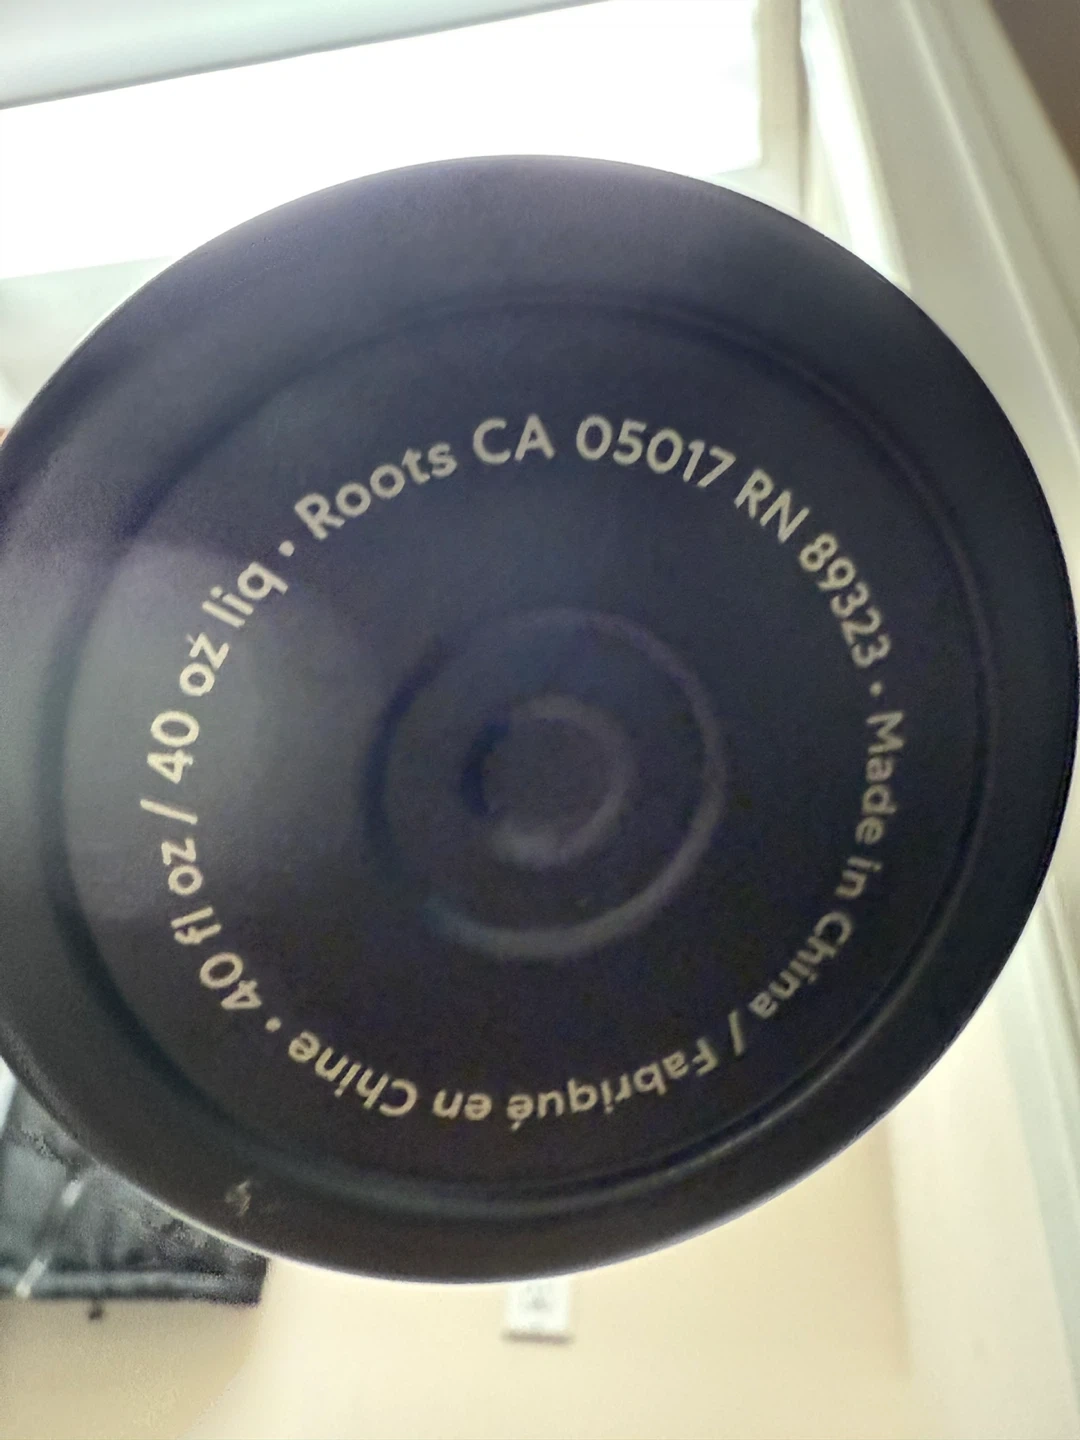 Roots CA 05017 RN 89323 • Made in China / Fabriqué en Chine • 40 fl oz / 40 oz liq •